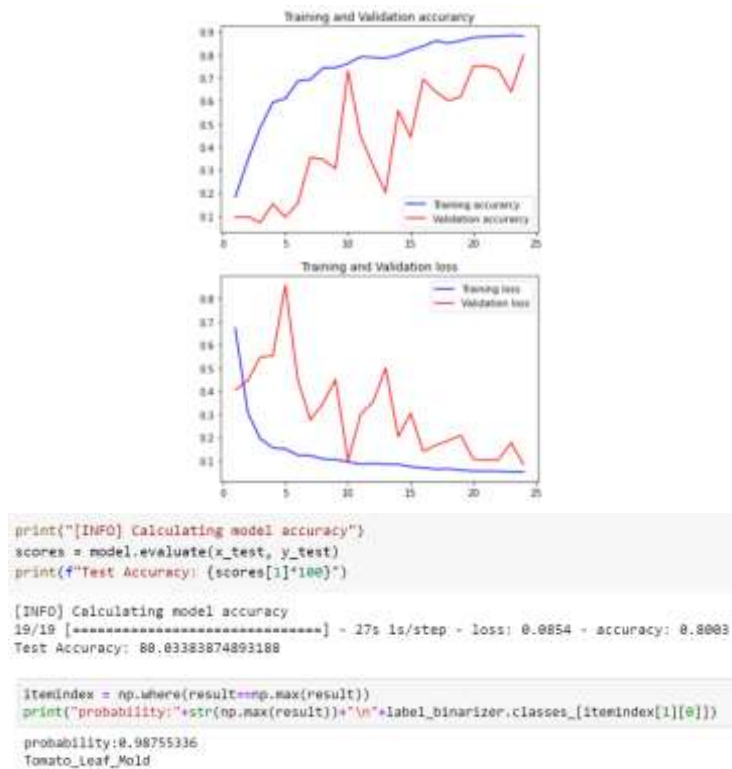 Training and Validation accurarcy
0.9
0.8
0.7
0.6
0.5
0.4
0.3
0.2
0.1
Training accurarcy
Validation accurarcy
0 5 10 15 20 25
Training and Validation loss
Training loss
Validation loss
0.8
0.7
0.6
0.5
0.4
0.3
0.2
0.1
0 5 10 15 20 25
print("[INFO] Calculating model accuracy")
scores = model.evaluate(x_test, y_test)
print(f"Test Accuracy: {scores[1]*100}")
[INFO] Calculating model accuracy
19/19 [==============================] - 27s 1s/step - loss: 0.0854 - accuracy: 0.8003
Test Accuracy: 80.03383874893188
itemindex = np.where(result==np.max(result))
print("probability:"+str(np.max(result))+"\n"+label_binarizer.classes_[itemindex[1][0]])
probability:0.98755336
Tomato_Leaf_Mold